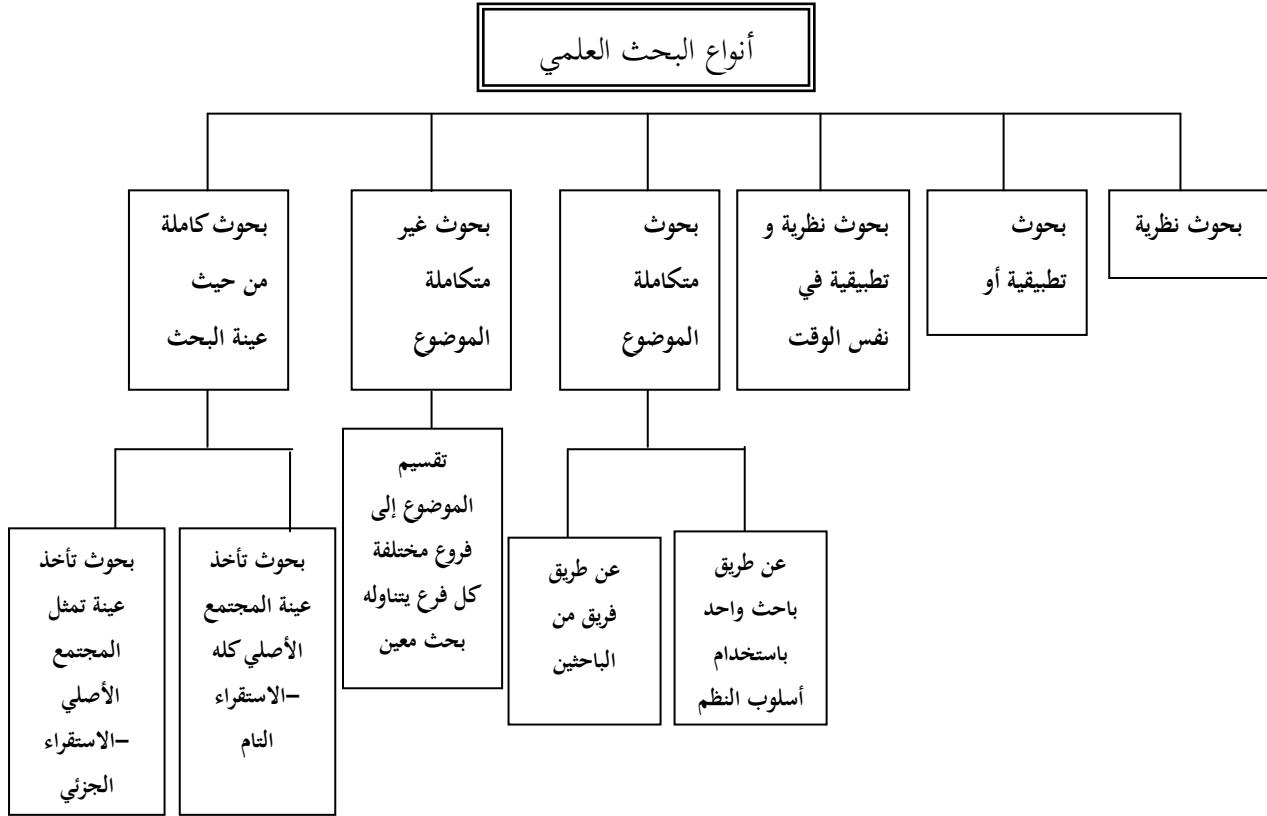 أنواع البحث العلمي
بحوث نظرية
بحوث
تطبيقية أو
بحوث نظرية و
تطبيقية في
نفس الوقت
بحوث
متكاملة
الموضوع
بحوث غير
متكاملة
الموضوع
بحوث كاملة
من حيث
عينة البحث
عن طريق
باحث واحد
باستخدام
أسلوب النظم
عن طريق
فريق من
الباحثين
تقسيم
الموضوع إلى
فروع مختلفة
كل فرع يتناوله
بحث معين
بحوث تأخذ
عينة المجتمع
الأصلي كله
–الاستقراء
التام
بحوث تأخذ
عينة تمثل
المجتمع
الأصلي
–الاستقراء
الجزئي